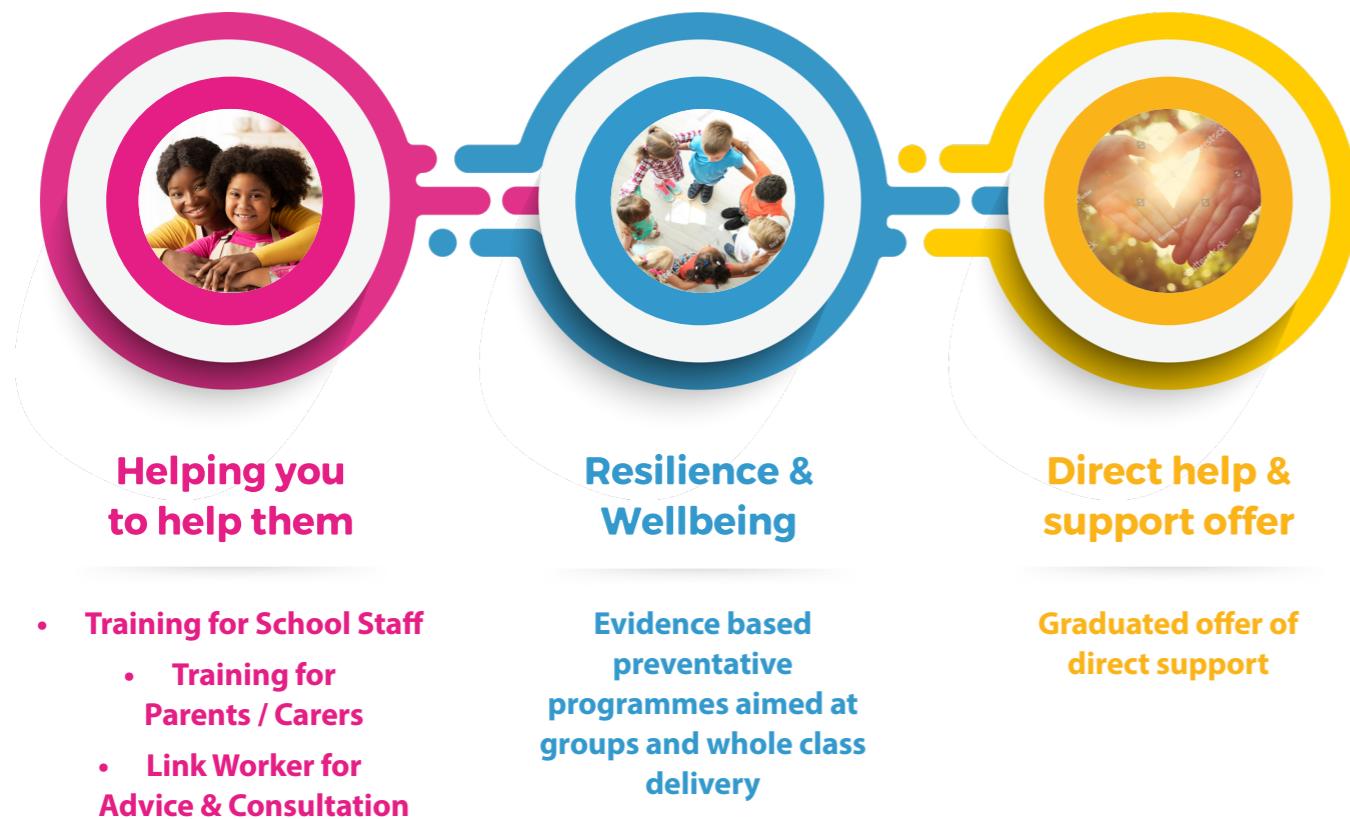 Helping you
to help them
• Training for School Staff
• Training for
Parents / Carers
• Link Worker for
Advice & Consultation
Resilience &
Wellbeing
Evidence based
preventative
programmes aimed at
groups and whole class
delivery
Direct help &
support offer
Graduated offer of
direct support